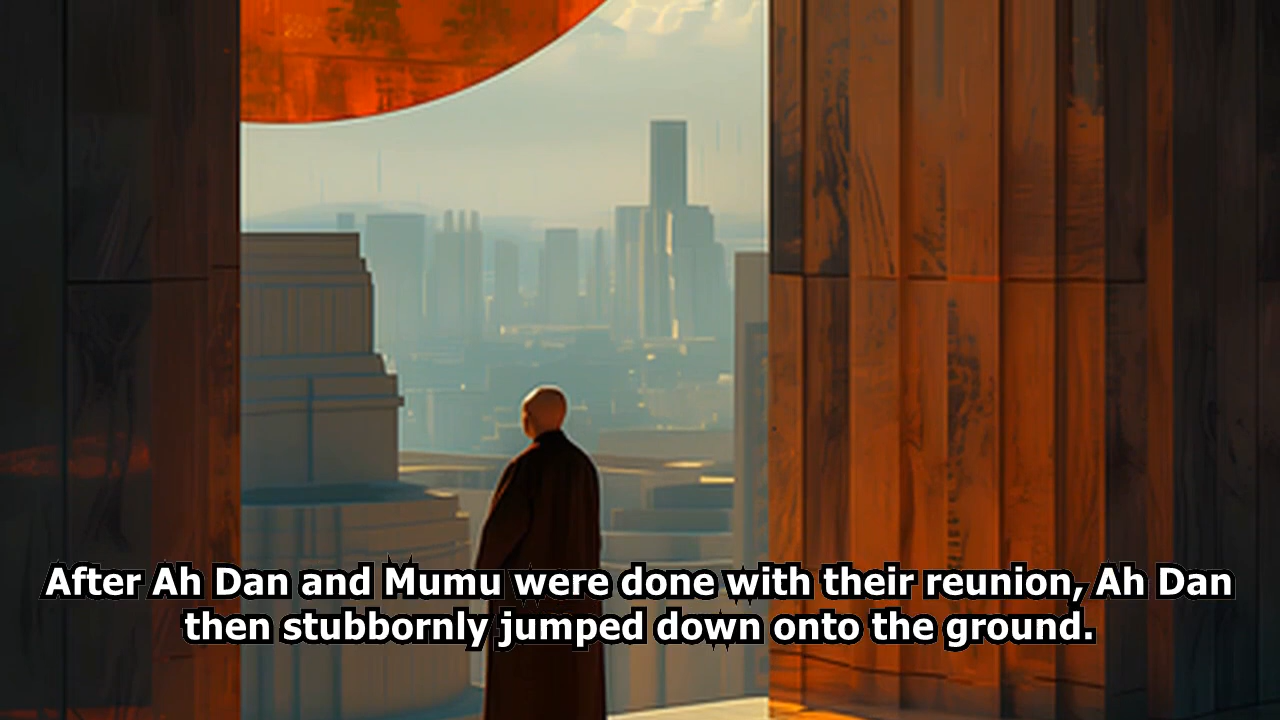 After Ah Dan and Mumu were done with their reunion, Ah Dan
then stubbornly jumped down onto the ground.